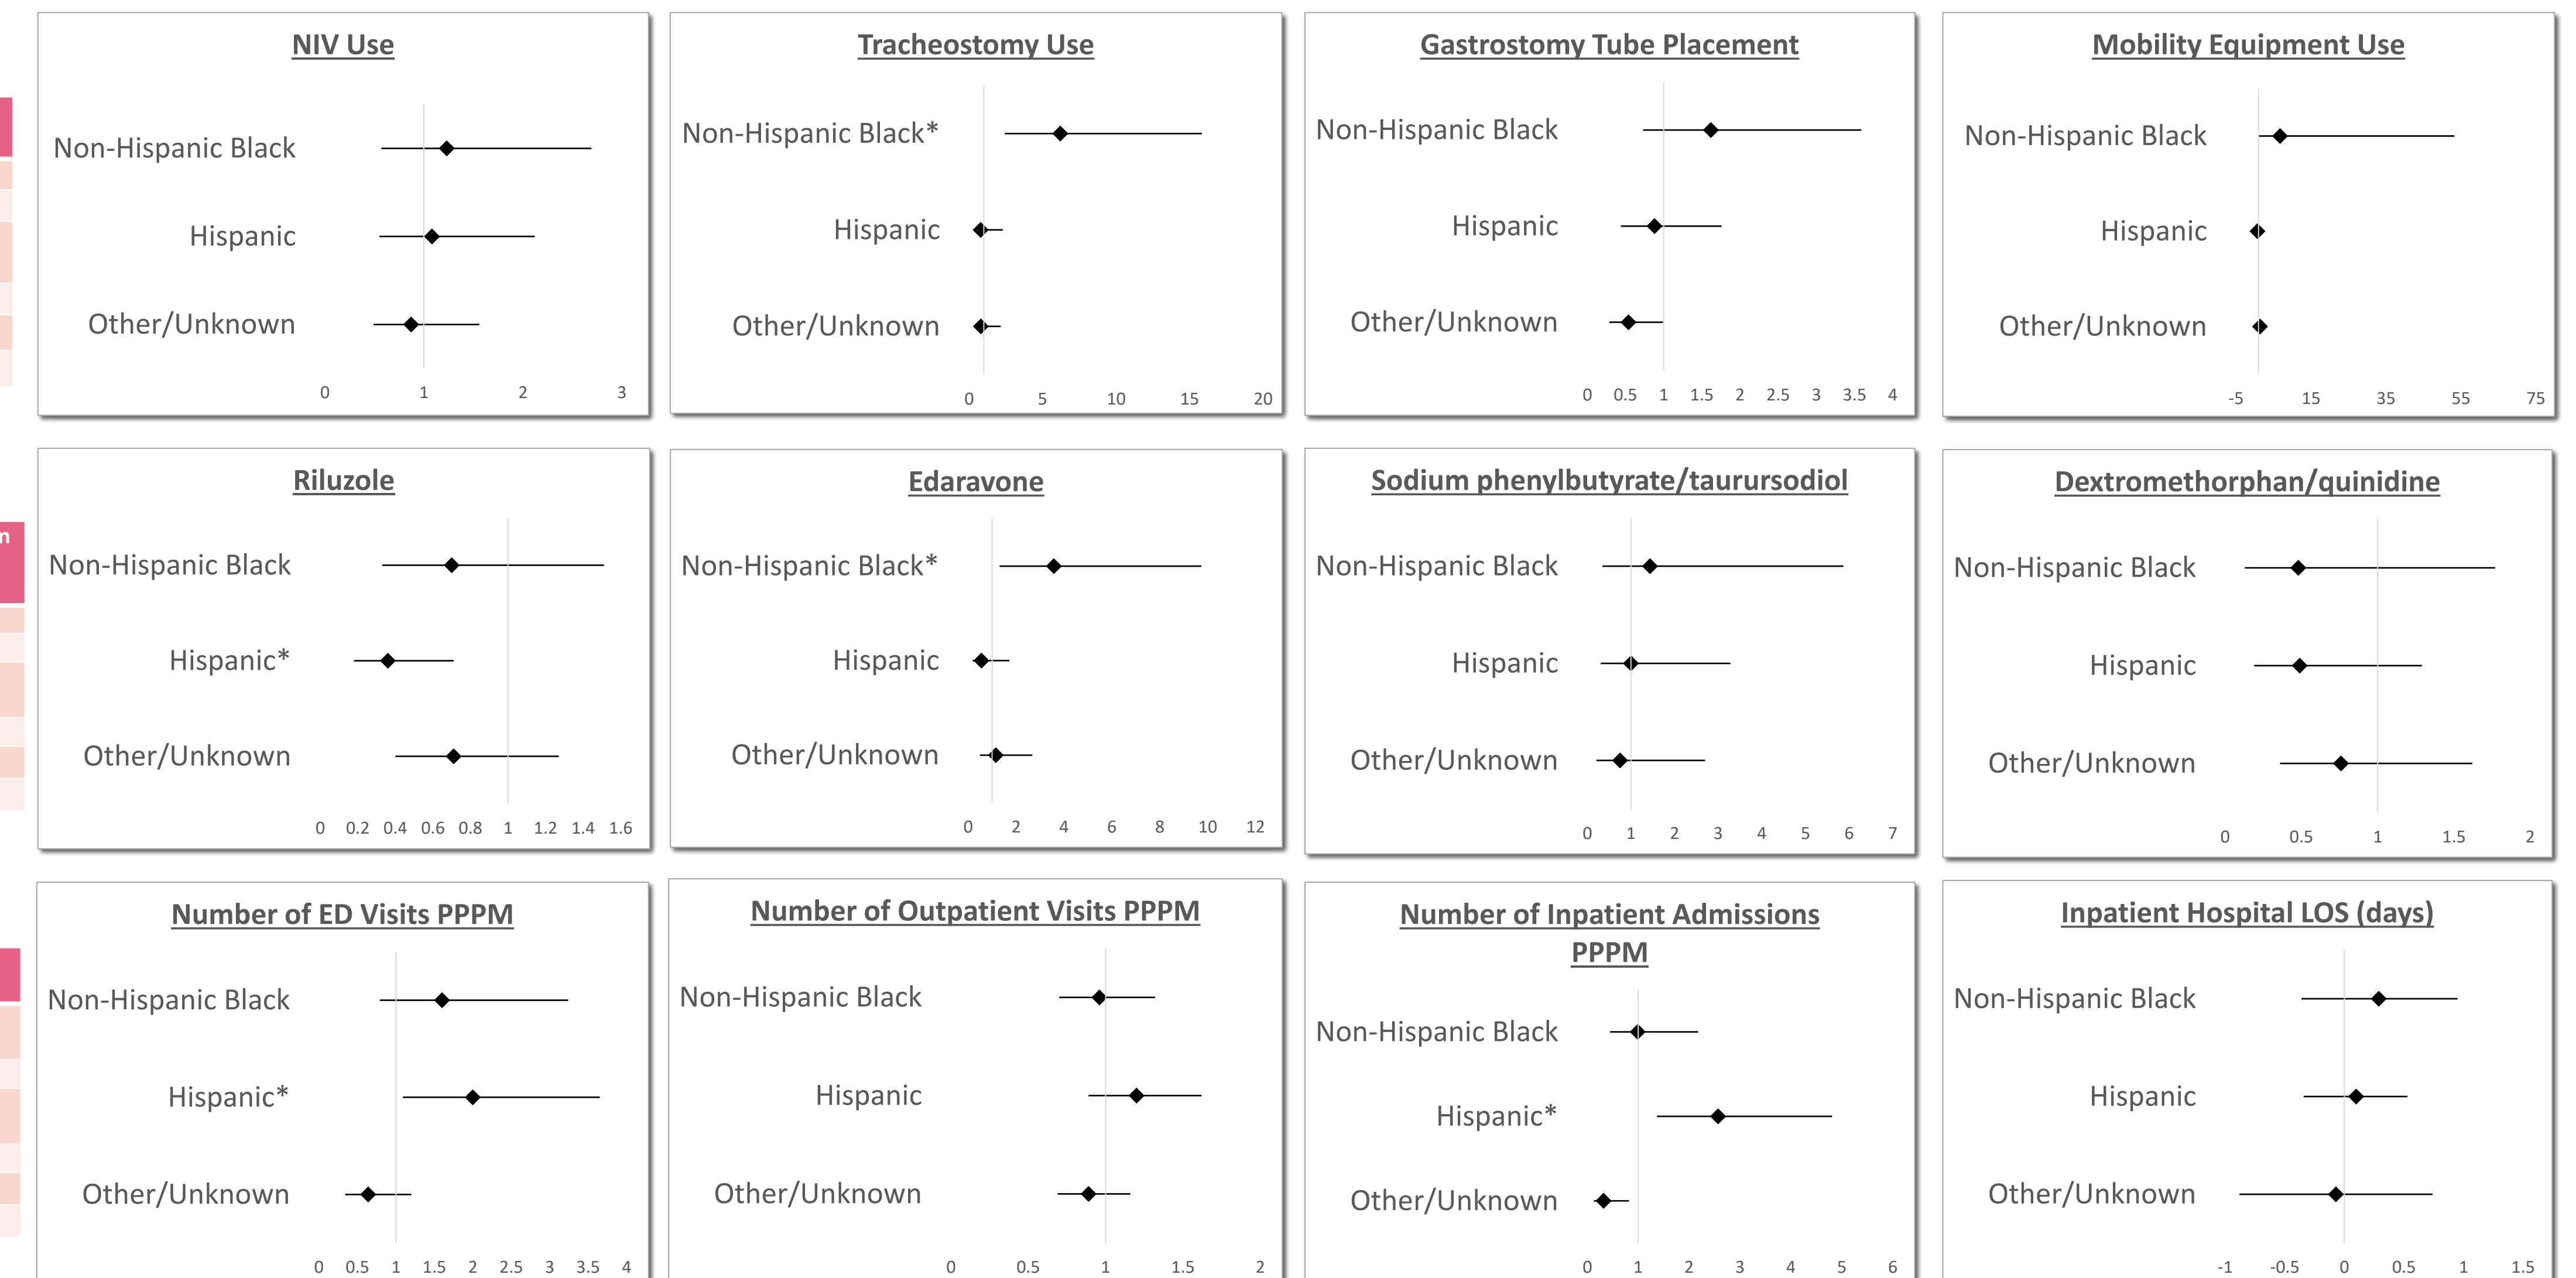 NIV Use
Non-Hispanic Black
Hispanic
Other/Unknown
0 1 2 3
Tracheostomy Use
Non-Hispanic Black*
Hispanic
Other/Unknown
0 5 10 15 20
Gastrostomy Tube Placement
Non-Hispanic Black
Hispanic
Other/Unknown
0 0.5 1 1.5 2 2.5 3 3.5 4
Mobility Equipment Use
Non-Hispanic Black
Hispanic
Other/Unknown
-5 15 35 55 75
m
Riluzole
Non-Hispanic Black
Hispanic*
Other/Unknown
0 0.2 0.4 0.6 0.8 1 1.2 1.4 1.6
Edaravone
Non-Hispanic Black*
Hispanic
Other/Unknown
0 2 4 6 8 10 12
Sodium phenylbutyrate/taurursodiol
Non-Hispanic Black
Hispanic
Other/Unknown
0 1 2 3 4 5 6 7
Dextromethorphan/quinidine
Non-Hispanic Black
Hispanic
Other/Unknown
0 0.5 1 1.5 2
Number of ED Visits PPPM
Non-Hispanic Black
Hispanic*
Other/Unknown
0 0.5 1 1.5 2 2.5 3 3.5 4
Number of Outpatient Visits PPPM
Non-Hispanic Black
Hispanic
Other/Unknown
0 0.5 1 1.5 2
Number of Inpatient Admissions
PPPM
Non-Hispanic Black
Hispanic*
Other/Unknown
0 1 2 3 4 5 6
Inpatient Hospital LOS (days)
Non-Hispanic Black
Hispanic
Other/Unknown
-1 -0.5 0 0.5 1 1.5